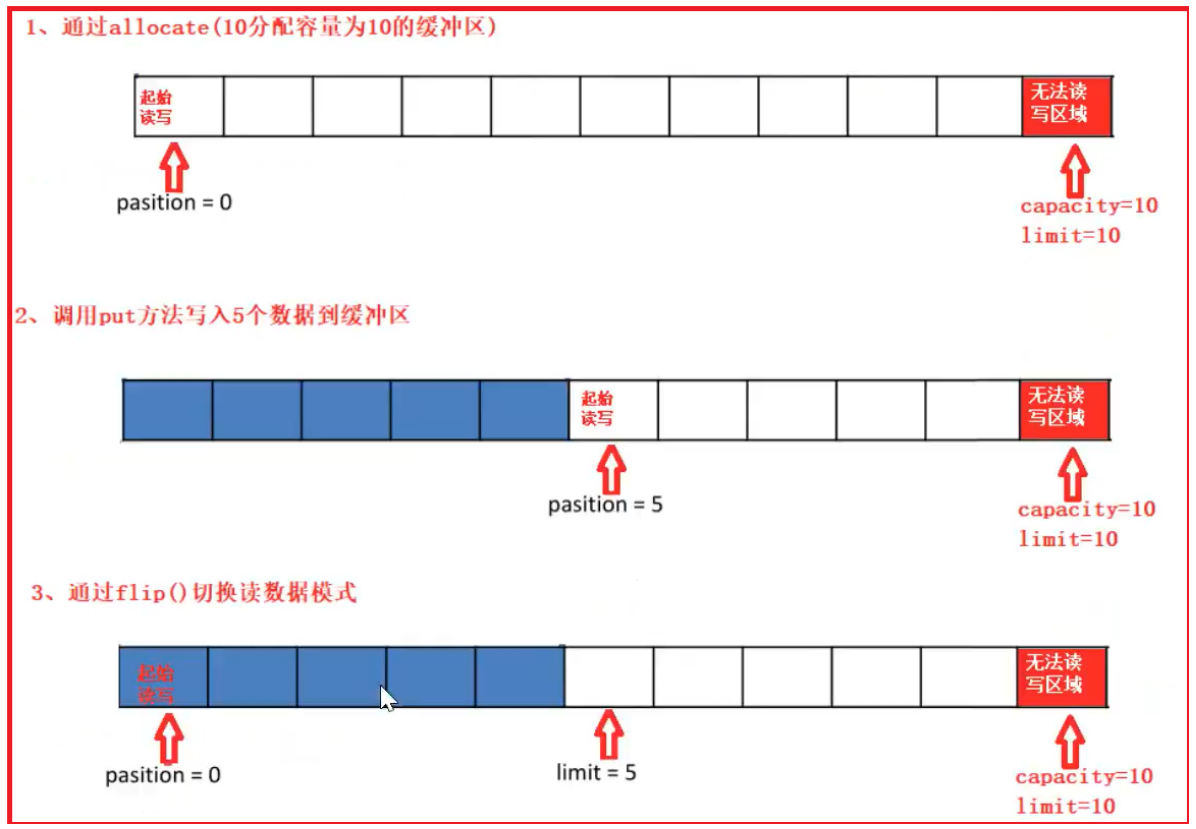 1、通过allocate(10分配容量为10的缓冲区)
起始
读写
无法读
写区域
pasition = 0
capacity=10
limit=10
2、调用put方法写入5个数据到缓冲区
起始
读写
无法读
写区域
pasition = 5
capacity=10
limit=10
3、通过flip()切换读数据模式
起始
读写
无法读
写区域
pasition = 0
limit = 5
capacity=10
limit=10